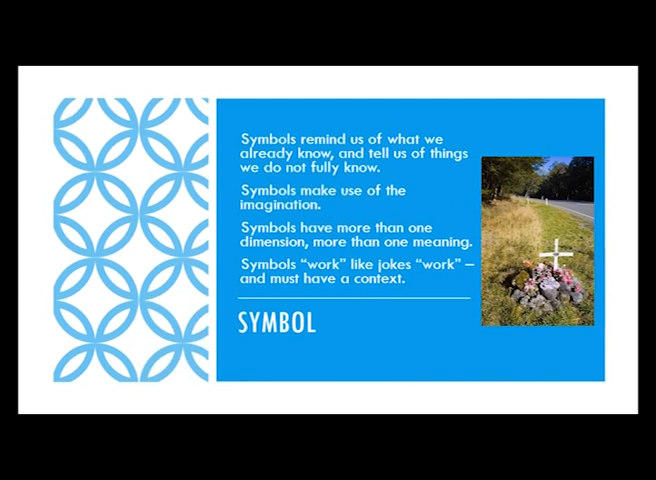 Symbols remind us of what we
already know, and tell us of things
we do not fully know.
Symbols make use of the
imagination.
Symbols have more than one
dimension, more than one meaning.
Symbols “work” like jokes “work” –
and must have a context.
SYMBOL